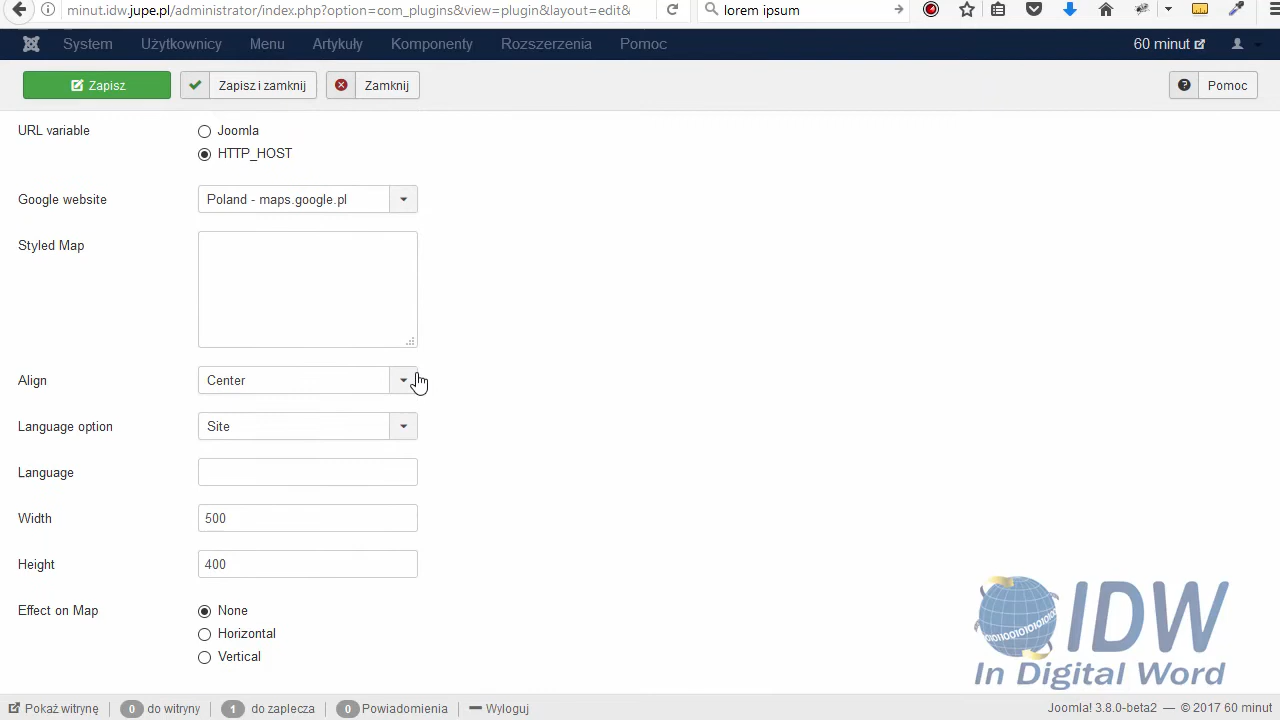 minut.idw.jupe.pl/administrator/index.php?option=com_plugins&view=plugin&layout=edit&
lorem ipsum
System Użytkownicy Menu Artykuły Komponenty Rozszerzenia Pomoc 60 minut
Zapisz Zapisz i zamknij Zamknij Pomoc
URL variable Joomla
HTTP_HOST
Google website Poland - maps.google.pl
Styled Map
Align Center
Language option Site
Language
Width 500
Height 400
Effect on Map None
Horizontal
Vertical
01011001010101
IDW
In Digital Word
Pokaż witrynę 0 do witryny 1 do zaplecza 0 Powiadomienia Wyloguj Joomla! 3.8.0-beta2 — © 2017 60 minut